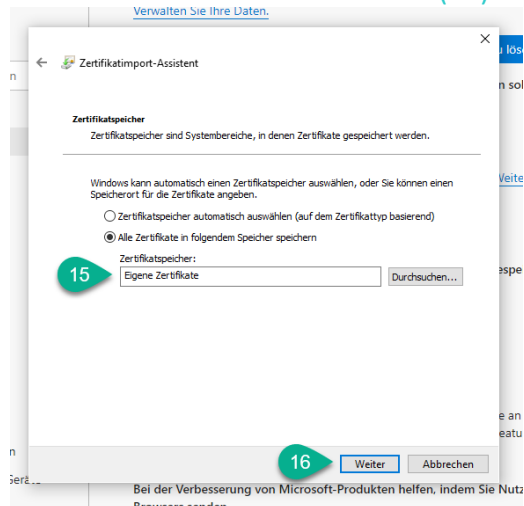 Verwalten Sie Ihre Daten.
Zertifikatimport-Assistent
Zertifikatspeicher
Zertifikatspeicher sind Systembereiche, in denen Zertifikate gespeichert werden.
Windows kann automatisch einen Zertifikatspeicher auswählen, oder Sie können einen
Speicherort für die Zertifikate angeben.
Zertifikatspeicher automatisch auswählen (auf dem Zertifikattyp basierend)
Alle Zertifikate in folgendem Speicher speichern
Zertifikatspeicher:
15 Eigene Zertifikate Durchsuchen...
16 Weiter Abbrechen
Bei der Verbesserung von Microsoft-Produkten helfen, indem Sie
Browsers senden